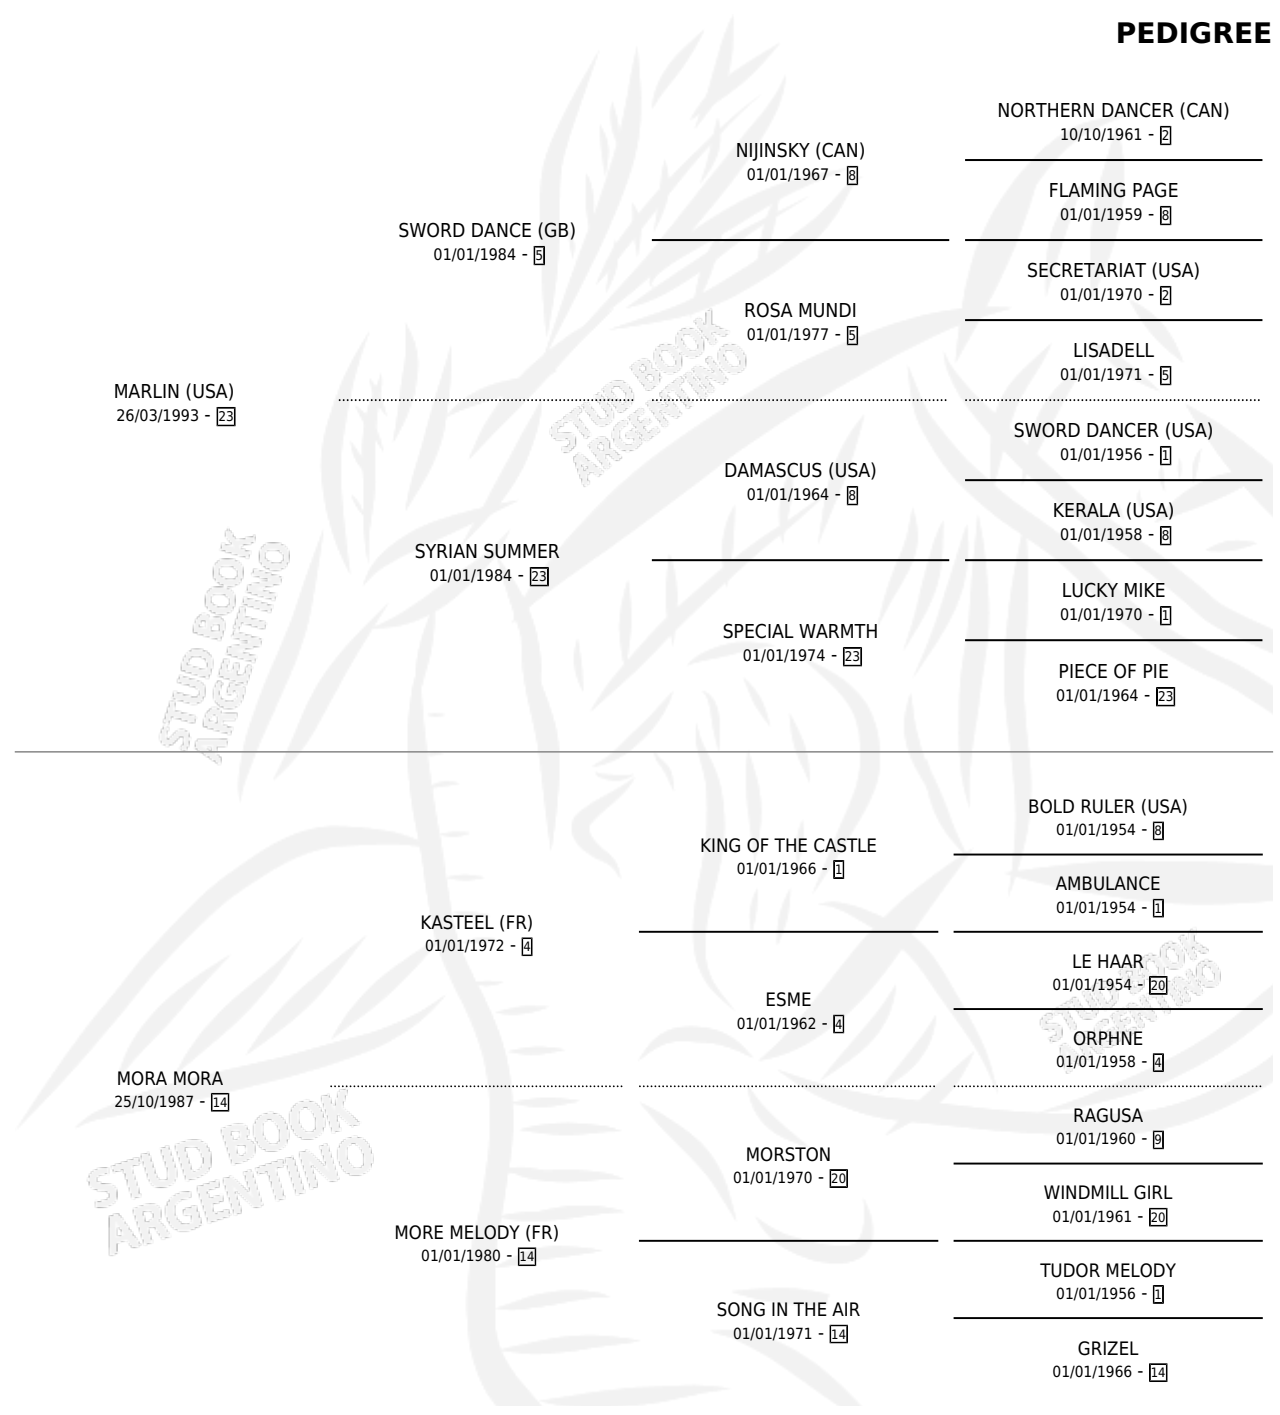 PEDIGREE
NORTHERN DANCER (CAN)
10/10/1961 - 2
NIJINSKY (CAN)
01/01/1967 - 8
FLAMING PAGE
01/01/1959 - 8
SWORD DANCE (GB)
01/01/1984 - 5
SECRETARIAT (USA)
01/01/1970 - 2
ROSA MUNDI
01/01/1977 - 5
LISADELL
01/01/1971 - 5
MARLIN (USA)
26/03/1993 - 23
SWORD DANCER (USA)
01/01/1956 - 1
DAMASCUS (USA)
01/01/1964 - 8
KERALA (USA)
01/01/1958 - 8
SYRIAN SUMMER
01/01/1984 - 23
LUCKY MIKE
01/01/1970 - 1
SPECIAL WARMTH
01/01/1974 - 23
PIECE OF PIE
01/01/1964 - 23
STUD BOOK
ARGENTINO
STUD BOOK
ARGENTINO
BOLD RULER (USA)
01/01/1954 - 8
KING OF THE CASTLE
01/01/1966 - 1
AMBULANCE
01/01/1954 - 1
KASTEEL (FR)
01/01/1972 - 4
LE HAAR
01/01/1954 - 20
ESME
01/01/1962 - 4
ORPHNE
01/01/1958 - 4
MORA MORA
25/10/1987 - 14
RAGUSA
01/01/1960 - 9
MORSTON
01/01/1970 - 20
WINDMILL GIRL
01/01/1961 - 20
MORE MELODY (FR)
01/01/1980 - 14
TUDOR MELODY
01/01/1956 - 1
SONG IN THE AIR
01/01/1971 - 14
GRIZEL
01/01/1966 - 14
STUD BOOK
ARGENTINO
STUD BOOK
ARGENTINO